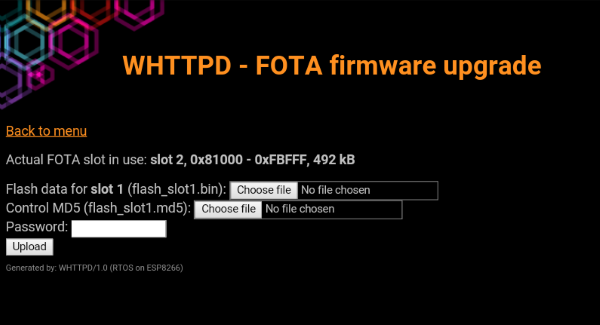 WHTTPD - FOTA firmware upgrade
Back to menu
Actual FOTA slot in use: slot 2, 0x81000 - 0xFBFFF, 492 kB
Flash data for slot 1 (flash_slot1.bin): Choose file No file chosen
Control MD5 (flash_slot1.md5): Choose file No file chosen
Password:
Upload
Generated by: WHTTPD/1.0 (RTOS on ESP8266)